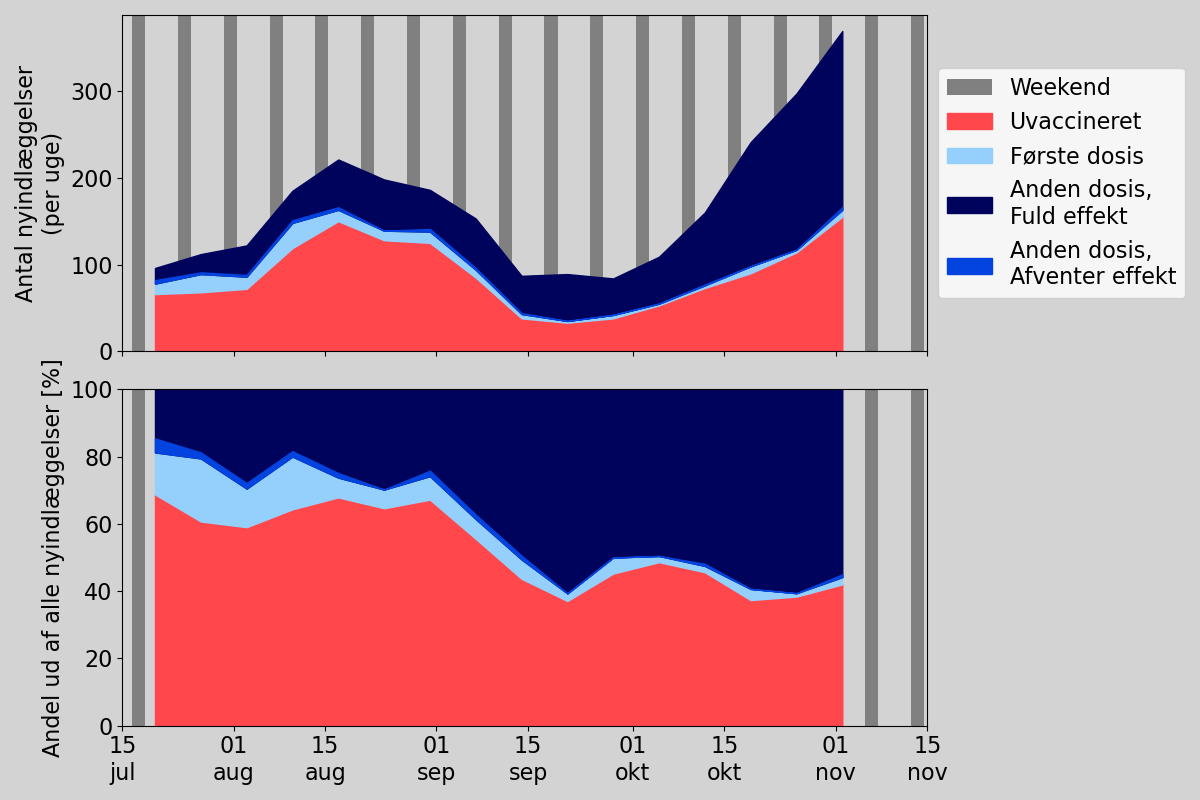 Antal nyindlæggelser
(per uge)
300
200
100
0
Weekend
Uvaccineret
Første dosis
Anden dosis,
Fuld effekt
Anden dosis,
Afventer effekt
Andel ud af alle nyindlæggelser [%]
100
80
60
40
20
0
15
jul
01
aug
15
aug
01
sep
15
sep
01
okt
15
okt
01
nov
15
nov